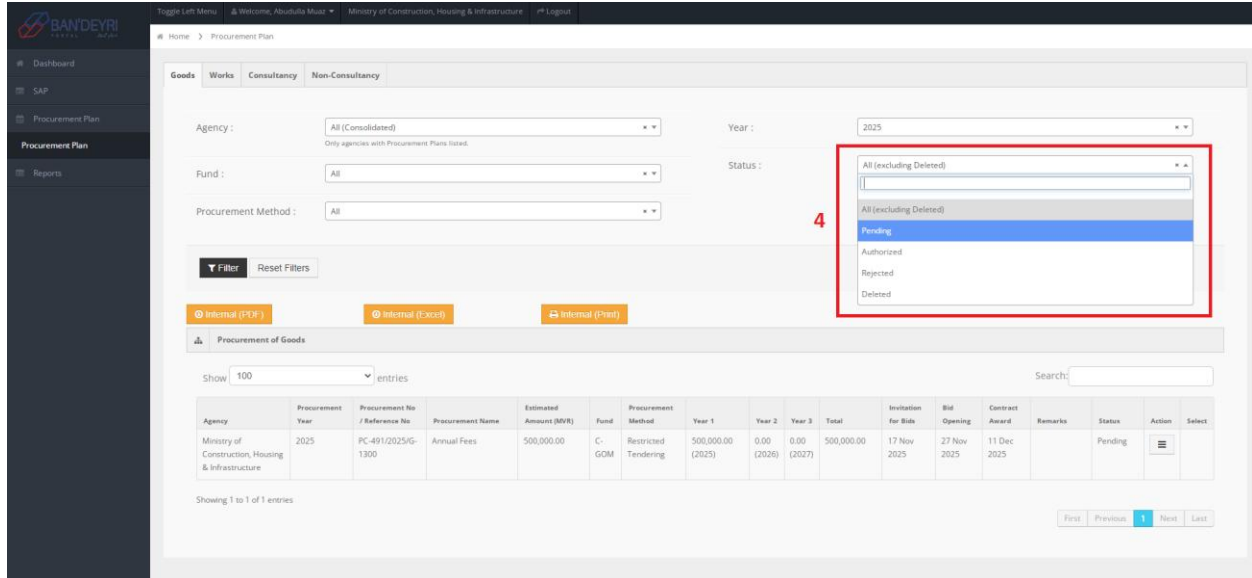 BAN'DEYRI
PORTAL
Toggle Left Menu
Welcome, Abudulla Muaz
Ministry of Construction, Housing & Infrastructure
Logout
Home > Procurement Plan
Dashboard
SAP
Procurement Plan
Procurement Plan
Reports
Goods Works Consultancy Non-Consultancy
Agency : All (Consolidated)
Only agencies with Procurement Plans listed.
Year : 2025
Fund : All
Status : All (excluding Deleted)
Procurement Method : All
All (excluding Deleted)
Pending
Authorized
Rejected
Deleted
4
Filter Reset Filters
Internal (PDF) Internal (Excel) Internal (Print)
Procurement of Goods
Show 100 entries
Search:
Agency
Procurement Year
Procurement No / Reference No
Procurement Name
Estimated Amount (MVR)
Fund
Procurement Method
Year 1
Year 2
Year 3
Total
Invitation for Bids
Bid Opening
Contract Award
Remarks
Status
Action
Select
Ministry of Construction, Housing & Infrastructure
2025
PC-491/2025/G-1300
Annual Fees
500,000.00
C-GOM
Restricted Tendering
500,000.00 (2025)
0.00 (2026)
0.00 (2027)
500,000.00
17 Nov 2025
27 Nov 2025
11 Dec 2025
Pending
Showing 1 to 1 of 1 entries
First Previous 1 Next Last